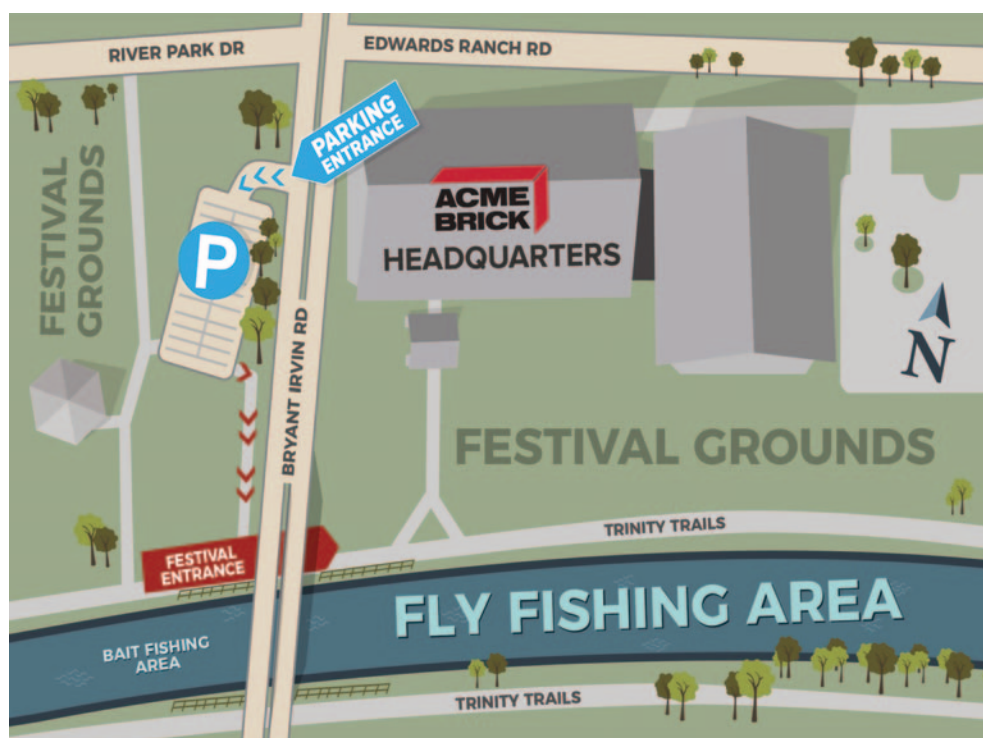 RIVER PARK DR
EDWARDS RANCH RD
PARKING
ENTRANCE
FESTIVAL
GROUNDS
P
ACME
BRICK
HEADQUARTERS
BRYANT IRVIN RD
N
FESTIVAL GROUNDS
TRINITY TRAILS
FESTIVAL
ENTRANCE
FLY FISHING AREA
BAIT FISHING
AREA
TRINITY TRAILS